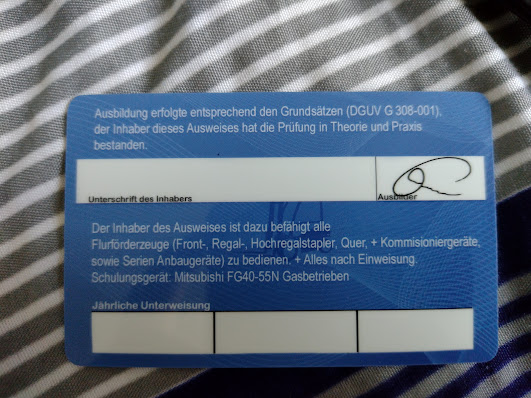 Ausbildung erfolgte entsprechend den Grundsätzen (DGUV G 308-001),
der Inhaber dieses Ausweises hat die Prüfung in Theorie und Praxis
bestanden.
Unterschrift des Inhabers
Ausbilder
Der Inhaber des Ausweises ist dazu befähigt alle
Flurförderzeuge (Front-, Regal-, Hochregalstapler, Quer, + Kommisioniergeräte,
sowie Serien Anbaugeräte) zu bedienen. + Alles nach Einweisung.
Schulungsgerät: Mitsubishi FG40-55N Gasbetrieben
Jährliche Unterweisung